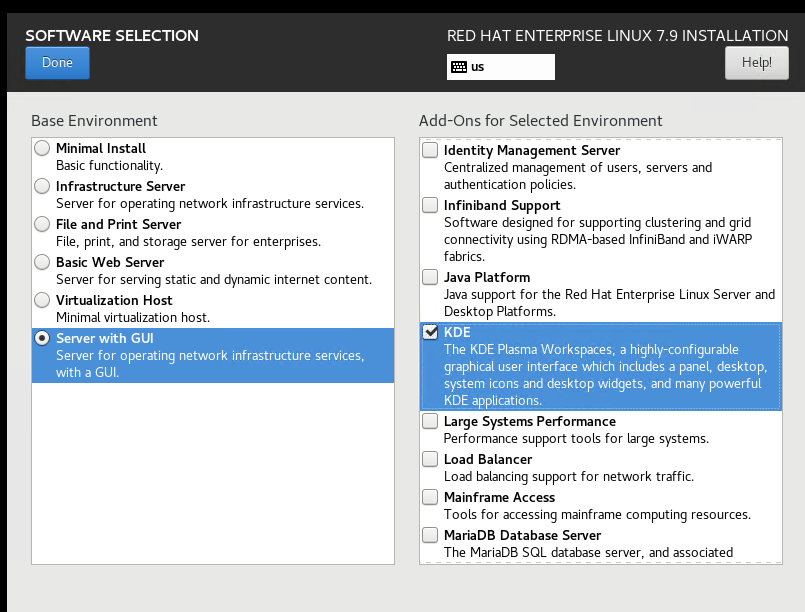 SOFTWARE SELECTION
RED HAT ENTERPRISE LINUX 7.9 INSTALLATION
Done
us
Help!
Base Environment
Minimal Install
Basic functionality.
Infrastructure Server
Server for operating network infrastructure services.
File and Print Server
File, print, and storage server for enterprises.
Basic Web Server
Server for serving static and dynamic internet content.
Virtualization Host
Minimal virtualization host.
Server with GUI
Server for operating network infrastructure services,
with a GUI.
Add-Ons for Selected Environment
Identity Management Server
Centralized management of users, servers and
authentication policies.
Infiniband Support
Software designed for supporting clustering and grid
connectivity using RDMA-based InfiniBand and iWARP
fabrics.
Java Platform
Java support for the Red Hat Enterprise Linux Server and
Desktop Platforms.
KDE
The KDE Plasma Workspaces, a highly-configurable
graphical user interface which includes a panel, desktop,
system icons and desktop widgets, and many powerful
KDE applications.
Large Systems Performance
Performance support tools for large systems.
Load Balancer
Load balancing support for network traffic.
Mainframe Access
Tools for accessing mainframe computing resources.
MariaDB Database Server
The MariaDB SQL database server, and associated